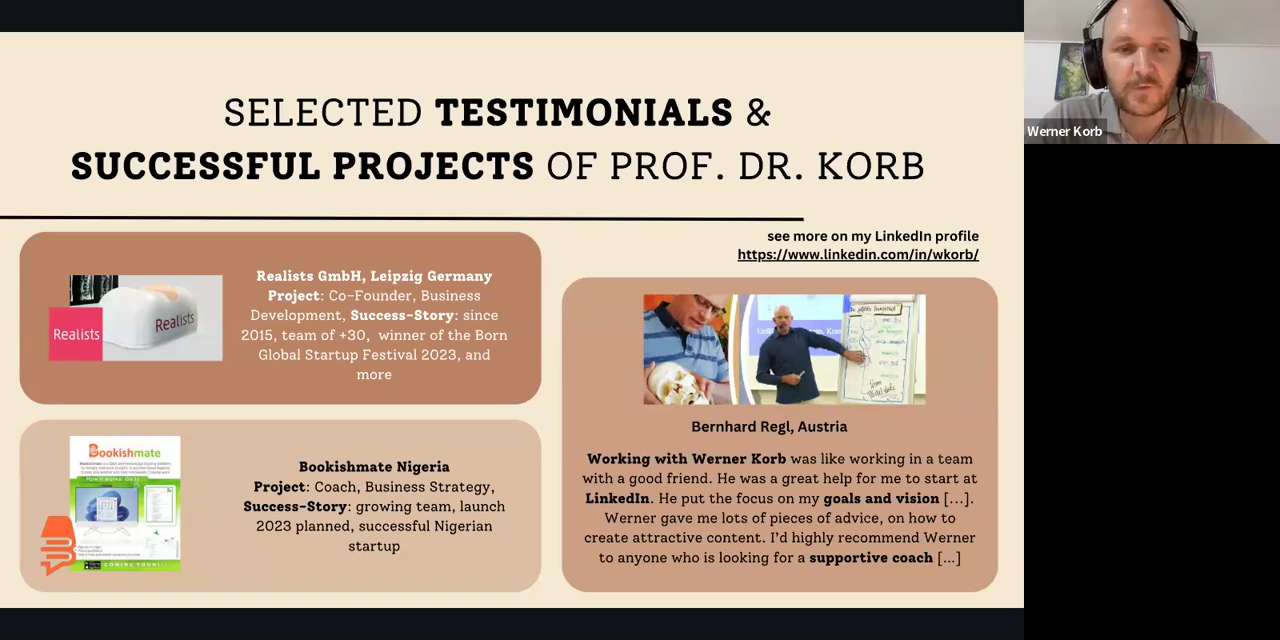 SELECTED TESTIMONIALS &
SUCCESSFUL PROJECTS OF PROF. DR. KORB
see more on my LinkedIn profile
https://www.linkedin.com/in/wkorb/
Realists
Realists
Realists GmbH, Leipzig Germany
Project: Co-Founder, Business
Development, Success-Story: since
2015, team of +30, winner of the Born
Global Startup Festival 2023, and
more
Bookishmate
COMING SOON!!!
Bookishmate Nigeria
Project: Coach, Business Strategy,
Success-Story: growing team, launch
2023 planned, successful Nigerian
startup
Bernhard Regl, Austria
Working with Werner Korb was like working in a team
with a good friend. He was a great help for me to start at
LinkedIn. He put the focus on my goals and vision [...].
Werner gave me lots of pieces of advice, on how to
create attractive content. I'd highly recommend Werner
to anyone who is looking for a supportive coach [...]
Werner Korb